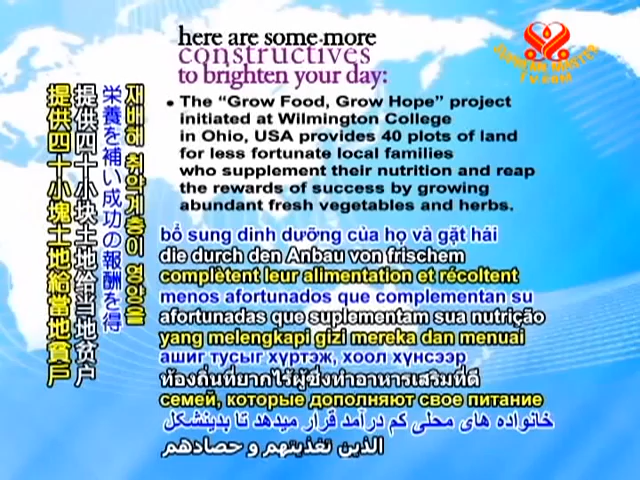 here are some more
constructives
to brighten your day:
SUPREME MASTER
TV.COM
• The “Grow Food, Grow Hope” project
initiated at Wilmington College
in Ohio, USA provides 40 plots of land
for less fortunate local families
who supplement their nutrition and reap
the rewards of success by growing
abundant fresh vegetables and herbs.
재배해 취약계층이 영양을
栄養を補い成功の報酬を得
提供四十小块土地给当地贫户
提供四十小塊土地給當地貧戶
bổ sung dinh dưỡng của họ và gặt hái
die durch den Anbau von frischem
complètent leur alimentation et récoltent
menos afortunados que complementan su
afortunadas que suplementam sua nutrição
yang melengkapi gizi mereka dan menuai
ашиг тусыг хүртэж, хоол хүнсээр
ท้องถิ่นที่ยากไร้ผู้ซึ่งทำอาหารเสริมที่ดี
семей, которые дополняют свое питание
خانواده های محلی کم درآمد قرار میدهد تا بدینشکل
الذين تغذيتهم و حصادهم